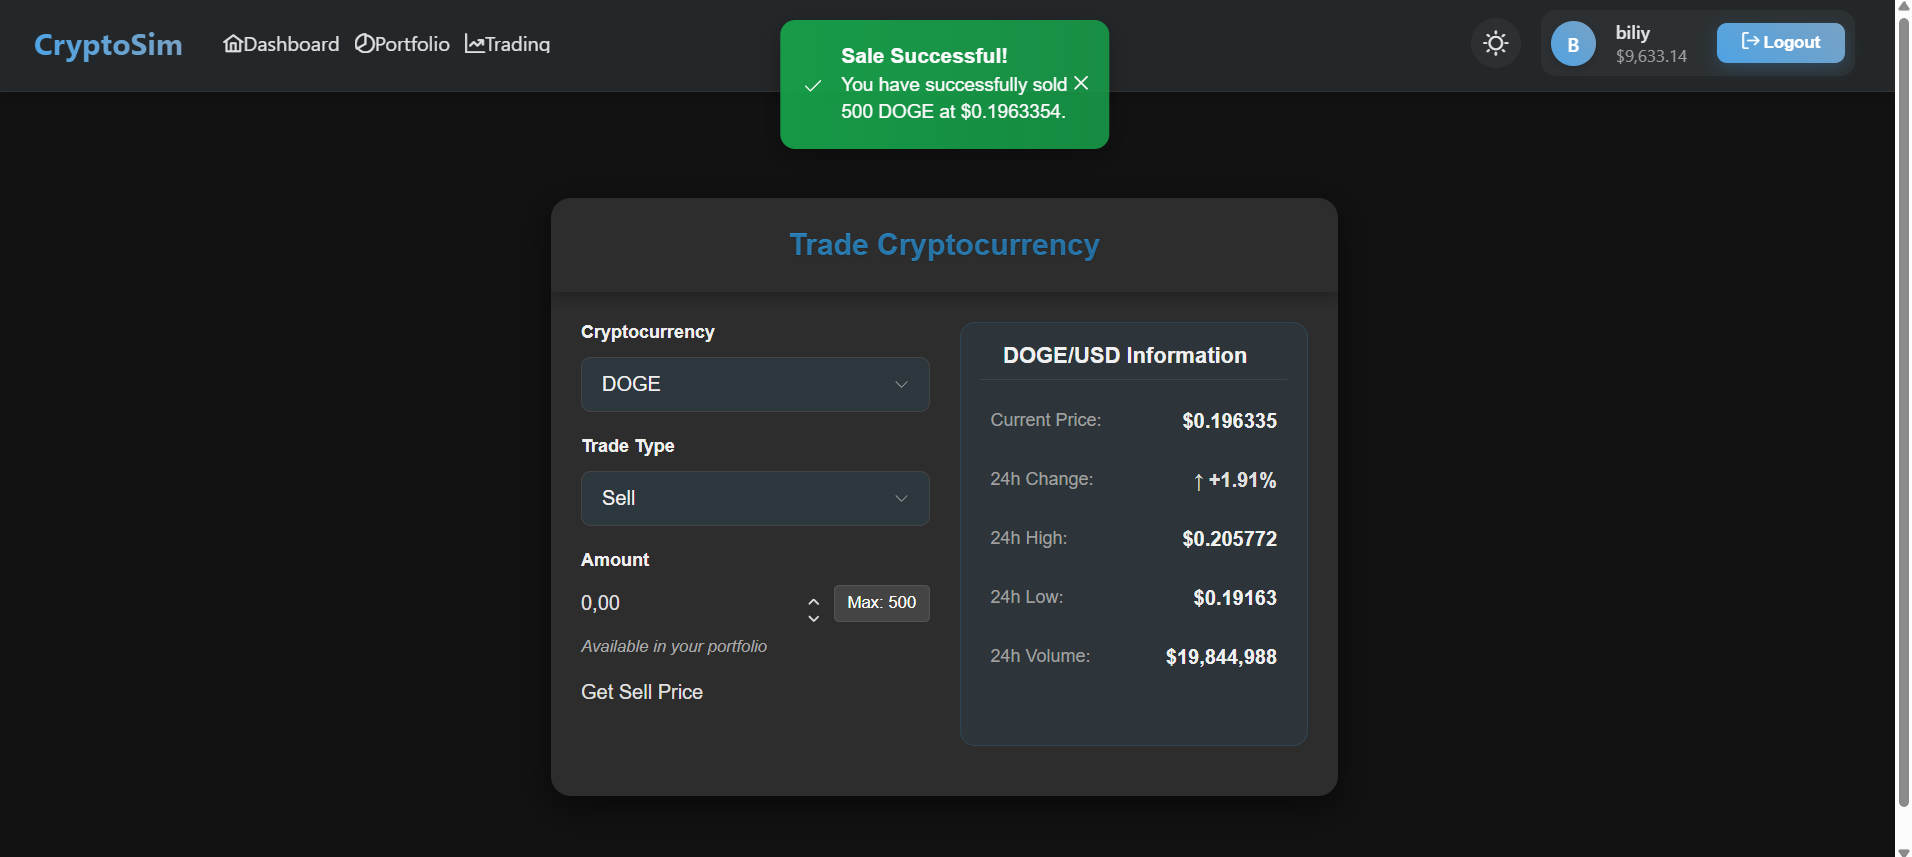 CryptoSim
Dashboard
Portfolio
Trading
Sale Successful!
You have successfully sold
500 DOGE at $0.1963354.
B
biliy
$9,633.14
Logout
Trade Cryptocurrency
Cryptocurrency
DOGE
Trade Type
Sell
Amount
0,00
Max: 500
Available in your portfolio
Get Sell Price
DOGE/USD Information
Current Price: $0.196335
24h Change: ↑ +1.91%
24h High: $0.205772
24h Low: $0.19163
24h Volume: $19,844,988